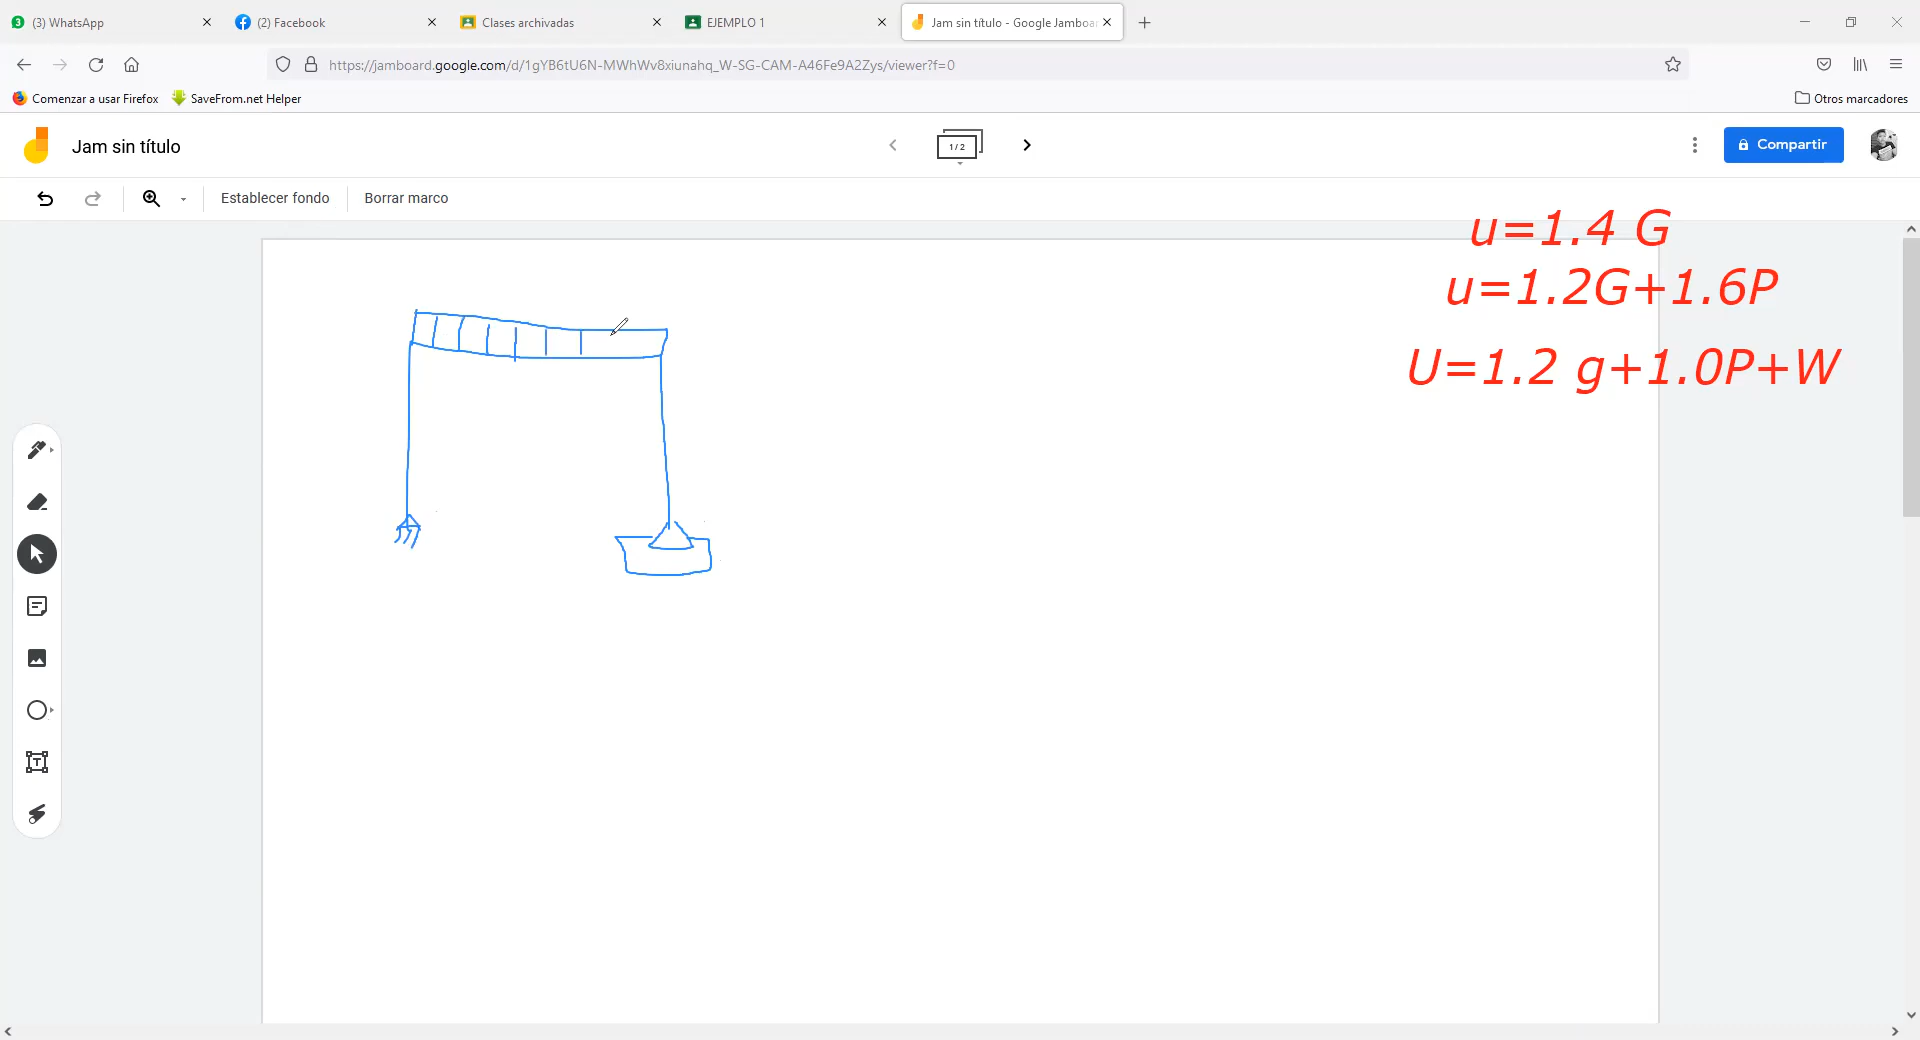 (3) WhatsApp
(2) Facebook
Clases archivadas
EJEMPLO 1
Jam sin título - Google Jamboar
https://jamboard.google.com/d/1gYB6tU6N-MWhWv8xiunahq_W-SG-CAM-A46Fe9A2Zys/viewer?f=0
Comenzar a usar Firefox
SaveFrom.net Helper
Otros marcadores
Jam sin título
1 / 2
Compartir
Establecer fondo
Borrar marco
u=1.4 G
u=1.2G+1.6P
U=1.2 g+1.0P+W